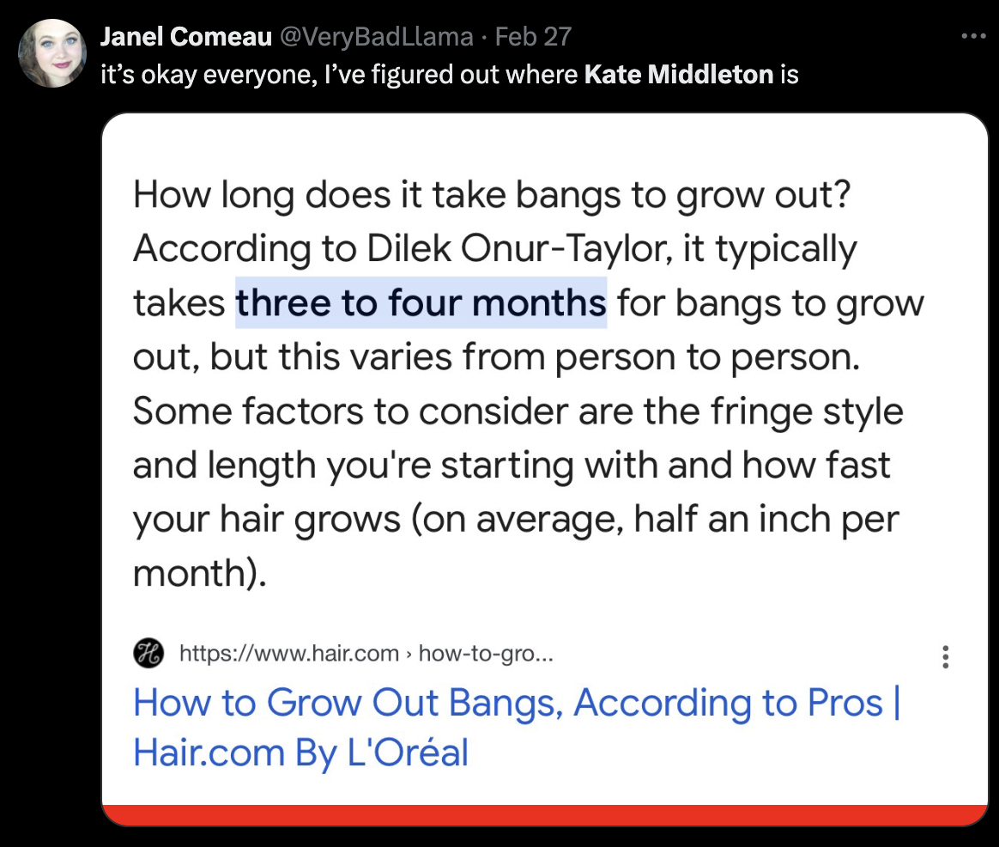 Janel Comeau @VeryBadLlama · Feb 27
it’s okay everyone, I’ve figured out where Kate Middleton is
How long does it take bangs to grow out?
According to Dilek Onur-Taylor, it typically
takes three to four months for bangs to grow
out, but this varies from person to person.
Some factors to consider are the fringe style
and length you're starting with and how fast
your hair grows (on average, half an inch per
month).
H https://www.hair.com › how-to-gro...
How to Grow Out Bangs, According to Pros |
Hair.com By L'Oréal